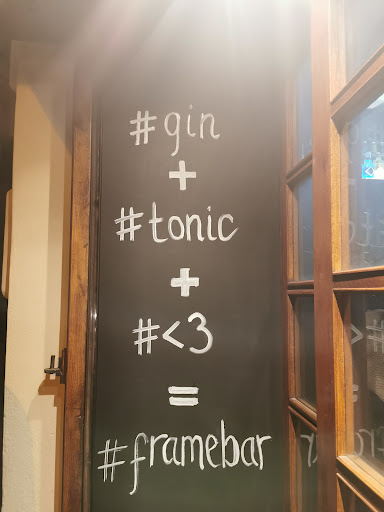 #gin
+
#tonic
+
#<3
=
#framebar